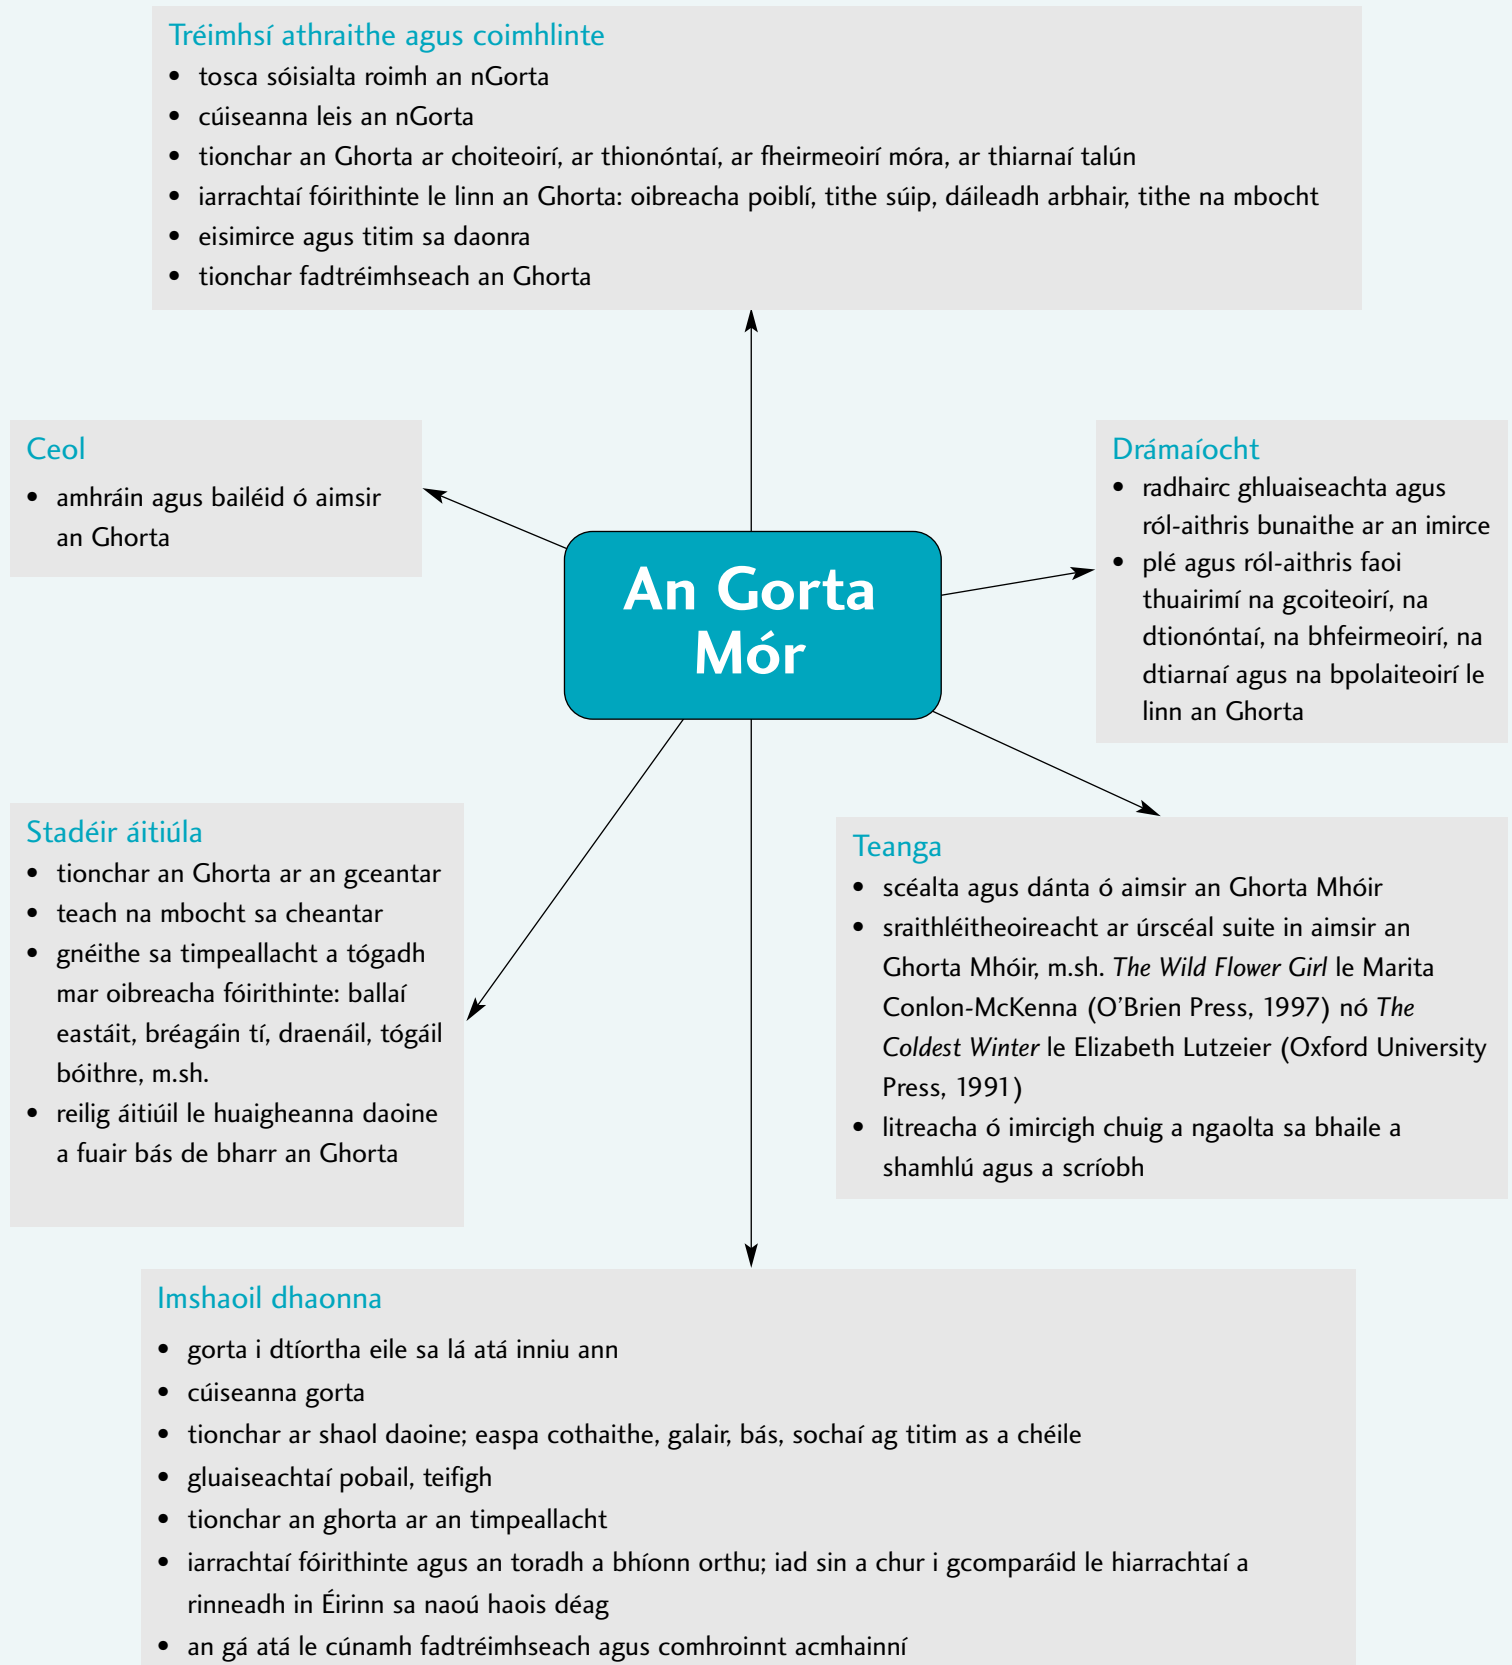 Tréimhsí athraithe agus coimhlinte
• tosca sóisialta roimh an nGorta
• cúiseanna leis an nGorta
• tionchar an Ghorta ar choiteoirí, ar thionóntaí, ar fheirmeoirí móra, ar thiarnaí talún
• iarrachtaí fóirithinte le linn an Ghorta: oibreacha poiblí, tithe súip, dáileadh arbhair, tithe na mbocht
• eisimirce agus titim sa daonra
• tionchar fadtréimhseach an Ghorta
Ceol
• amhráin agus bailéid ó aimsir
an Ghorta
Drámaíocht
• radhairc ghluaiseachta agus
ról-aithris bunaithe ar an imirce
• plé agus ról-aithris faoi
thuairimí na gcoiteoirí, na
dtionóntaí, na bhfeirmeoirí, na
dtiarnaí agus na bpolaiteoirí le
linn an Ghorta
An Gorta
Mór
Stadéir áitiúla
• tionchar an Ghorta ar an gceantar
• teach na mbocht sa cheantar
• gnéithe sa timpeallacht a tógadh
mar oibreacha fóirithinte: ballaí
eastáit, bréagáin tí, draenáil, tógáil
bóithre, m.sh.
• reilig áitiúil le huaigheanna daoine
a fuair bás de bharr an Ghorta
Teanga
• scéalta agus dánta ó aimsir an Ghorta Mhóir
• sraithléitheoireacht ar úrscéal suite in aimsir an
Ghorta Mhóir, m.sh. The Wild Flower Girl le Marita
Conlon-McKenna (O'Brien Press, 1997) nó The
Coldest Winter le Elizabeth Lutzeier (Oxford University
Press, 1991)
• litreacha ó imircigh chuig a ngaolta sa bhaile a
shamhlú agus a scríobh
Imshaoil dhaonna
• gorta i dtíortha eile sa lá atá inniu ann
• cúiseanna gorta
• tionchar ar shaol daoine; easpa cothaithe, galair, bás, sochaí ag titim as a chéile
• gluaiseachtaí pobail, teifigh
• tionchar an ghorta ar an timpeallacht
• iarrachtaí fóirithinte agus an toradh a bhíonn orthu; iad sin a chur i gcomparáid le hiarrachtaí a
rinneadh in Éirinn sa naoú haois déag
• an gá atá le cúnamh fadtréimhseach agus comhroinnt acmhainní